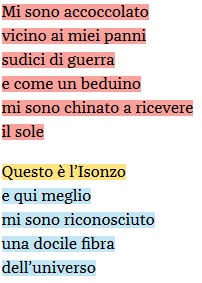 Mi sono accoccolato
vicino ai miei panni
sudici di guerra
e come un beduino
mi sono chinato a ricevere
il sole
Questo è l’Isonzo
e qui meglio
mi sono riconosciuto
una docile fibra
dell’universo